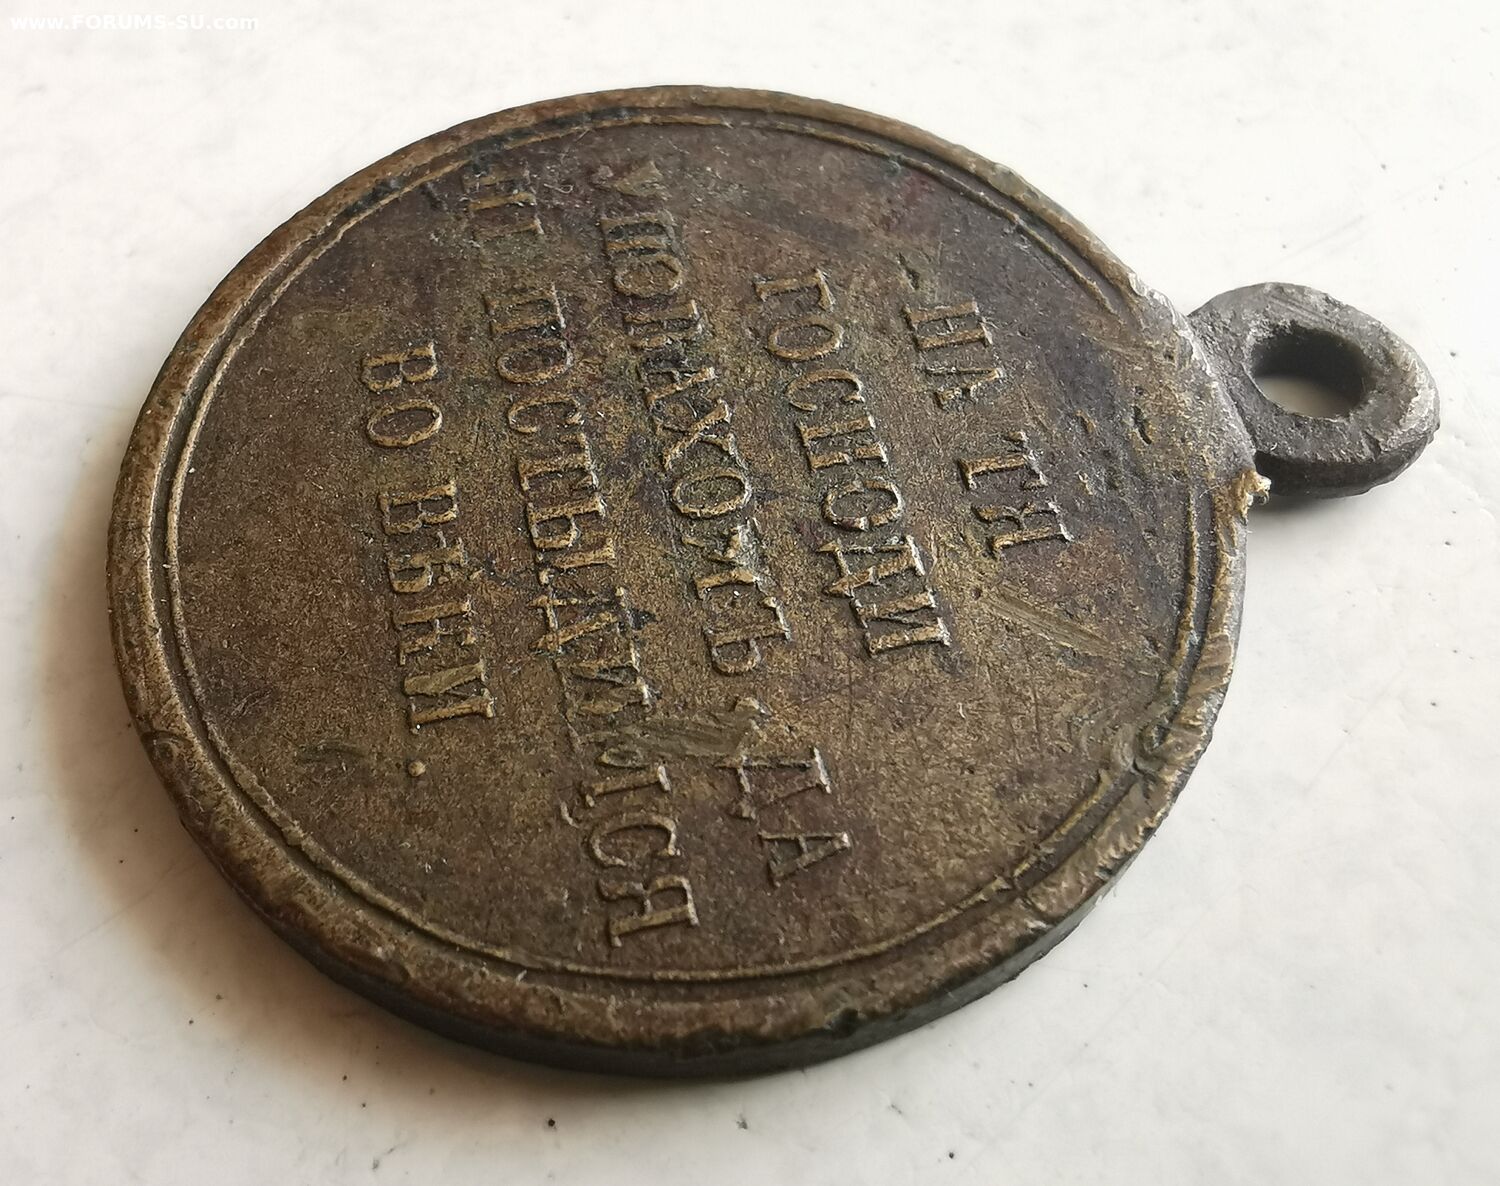 www.FORUMS-SU.com
НА ТЯ
ГОСПОДИ
УПОВАХОМЪ, ДА
НЕ ПОСТЫДИМСЯ
ВО ВѢКИ.